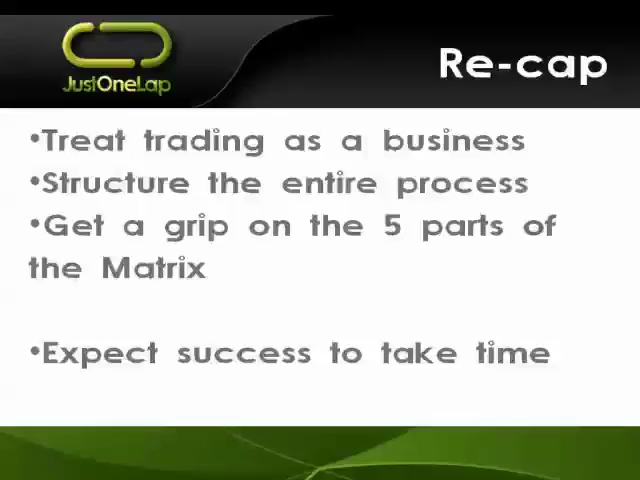 JustOneLap
Re-cap
•Treat trading as a business
•Structure the entire process
•Get a grip on the 5 parts of
the Matrix
•Expect success to take time